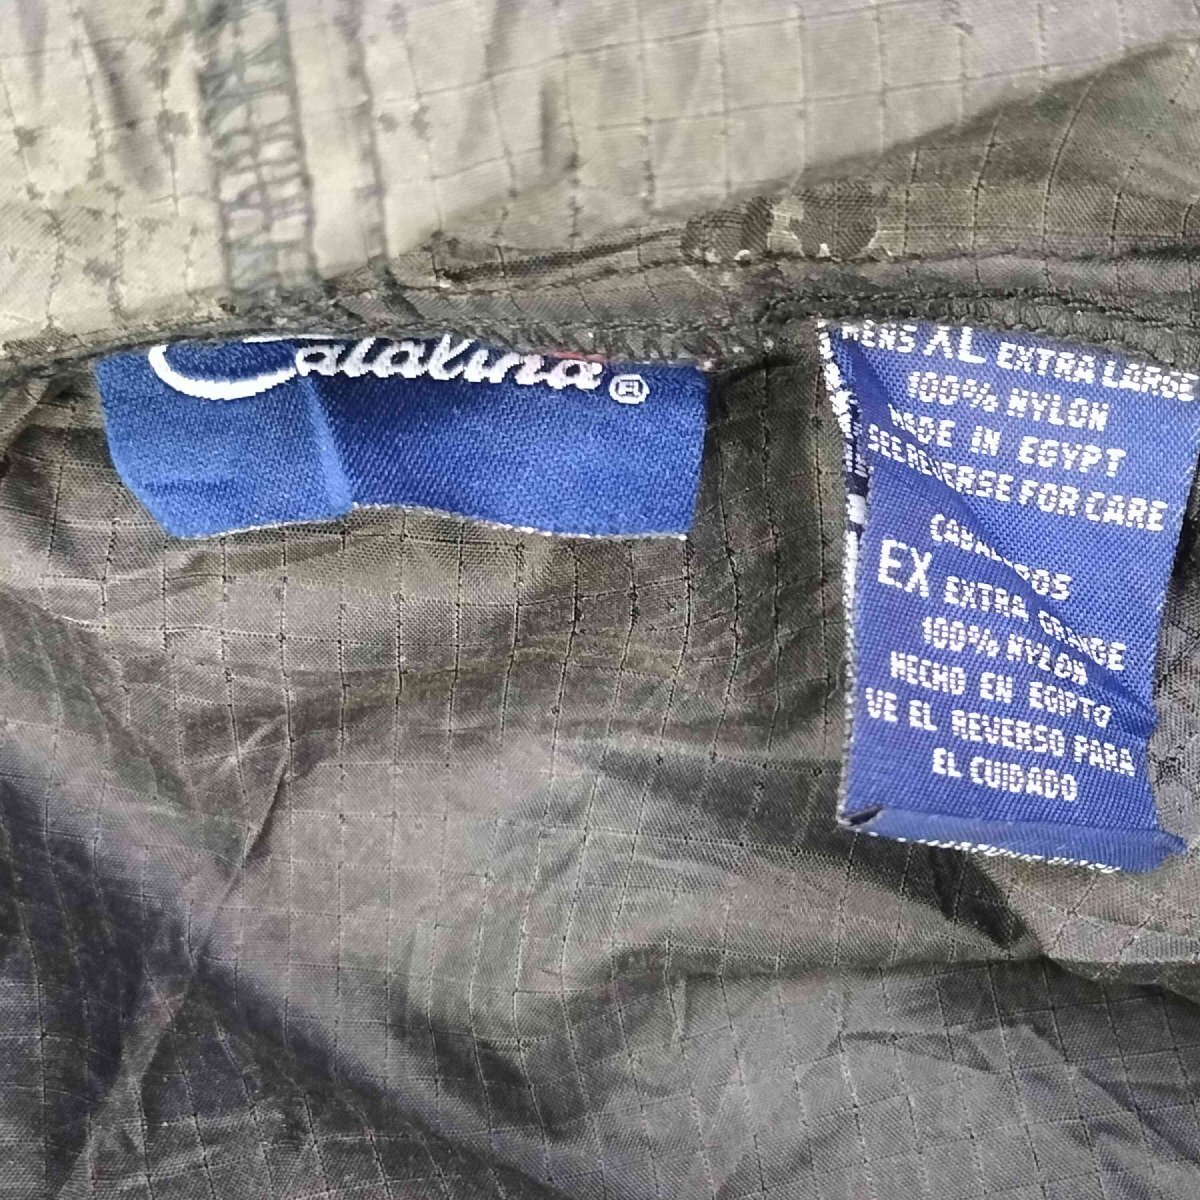 Catalina ®
MENS XL EXTRA LARGE
100% NYLON
MADE IN EGYPT
SEE REVERSE FOR CARE
CABALLEROS
EX EXTRA GRANDE
100% NYLON
HECHO EN EGIPTO
VE EL REVERSO PARA
EL CUIDADO